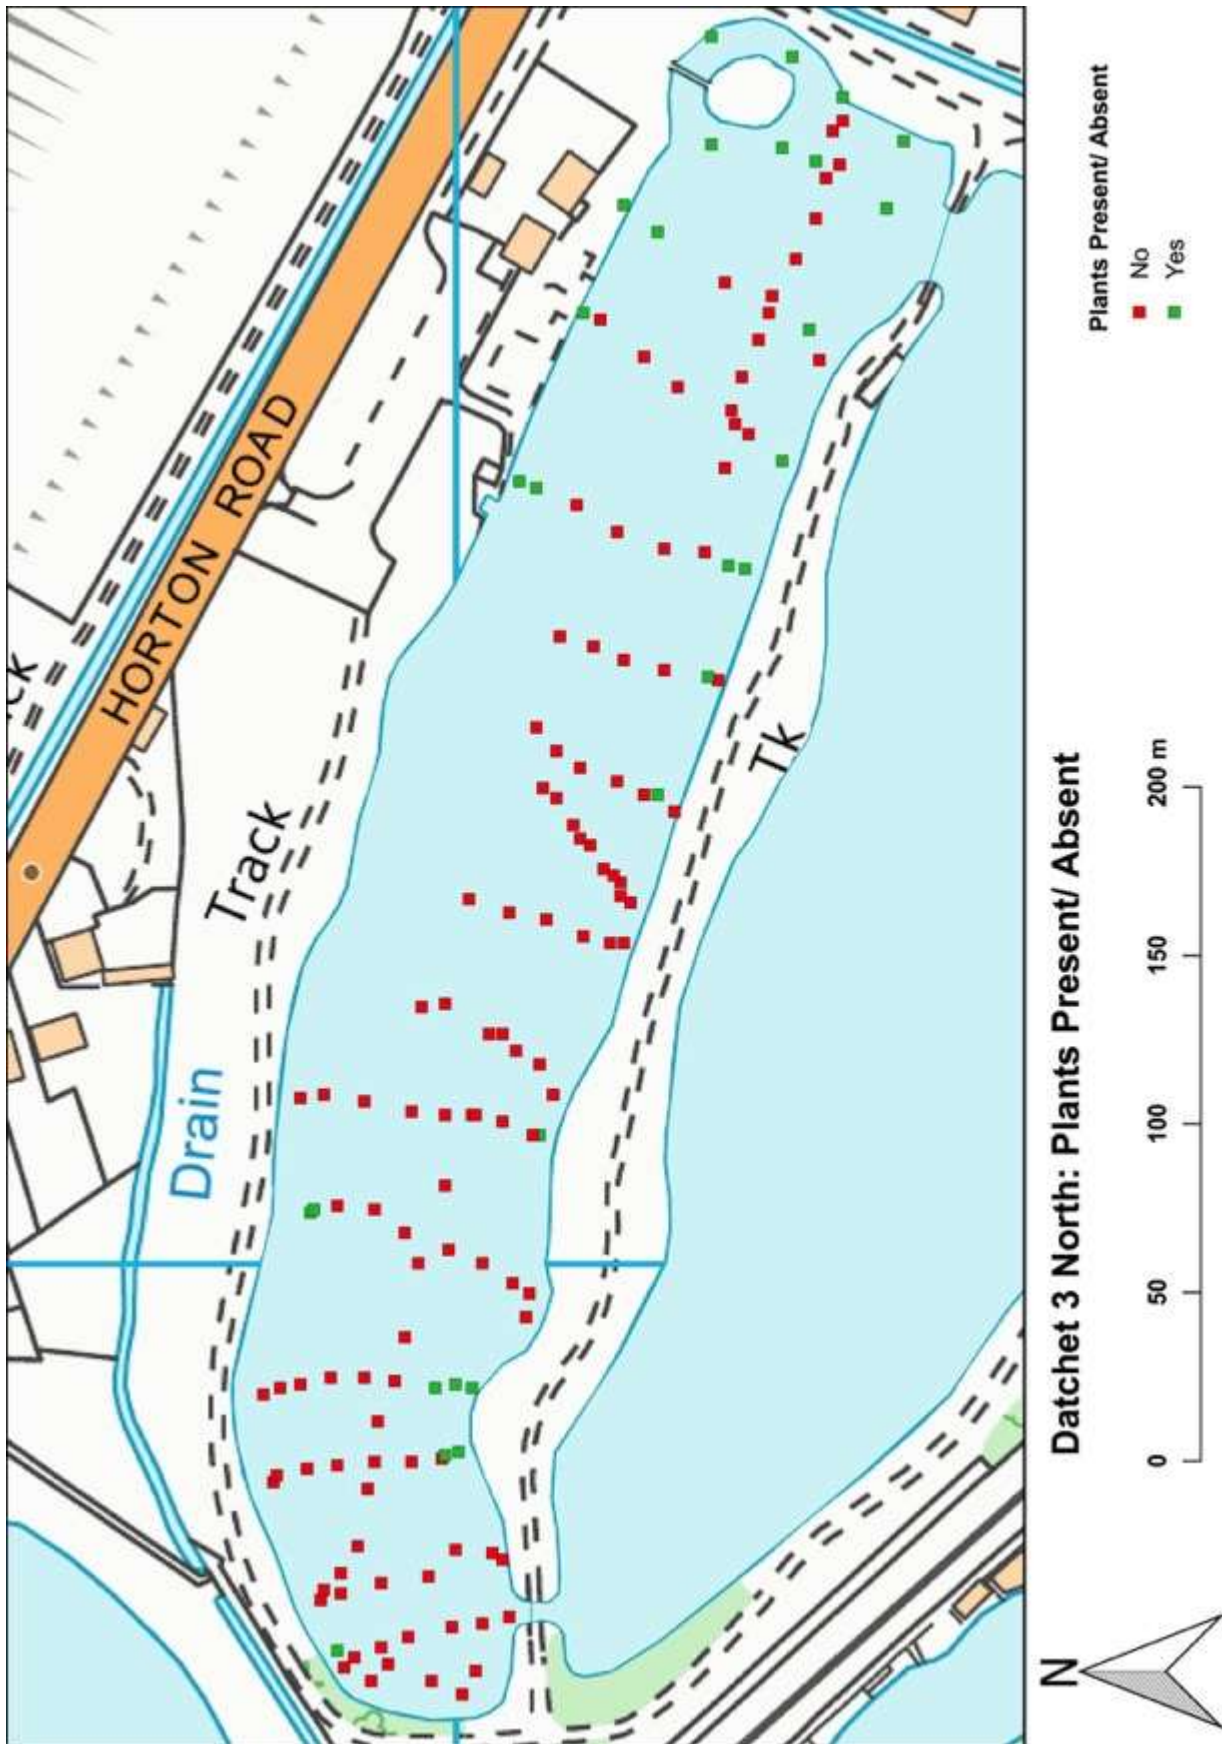 ck
HORTON ROAD
Track
Drain
Tk
Plants Present/ Absent
No
Yes
Datchet 3 North: Plants Present/ Absent
0 50 100 150 200 m
N